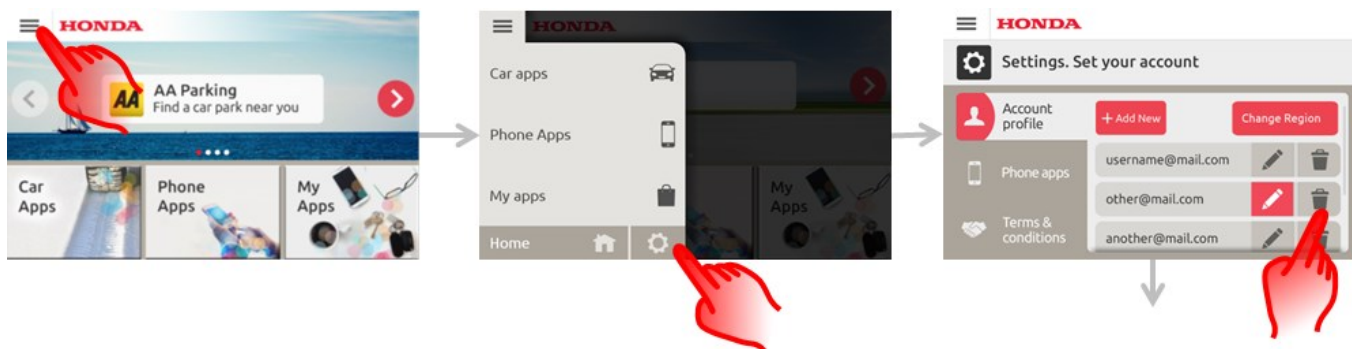 HONDA
AA
AA Parking
Find a car park near you
Car
Apps
Phone
Apps
My
Apps
HONDA
Car apps
Phone Apps
My apps
Home
My
Apps
HONDA
Settings. Set your account
Account
profile
+ Add New
Change Region
Phone apps
username@mail.com
other@mail.com
Terms &
conditions
another@mail.com